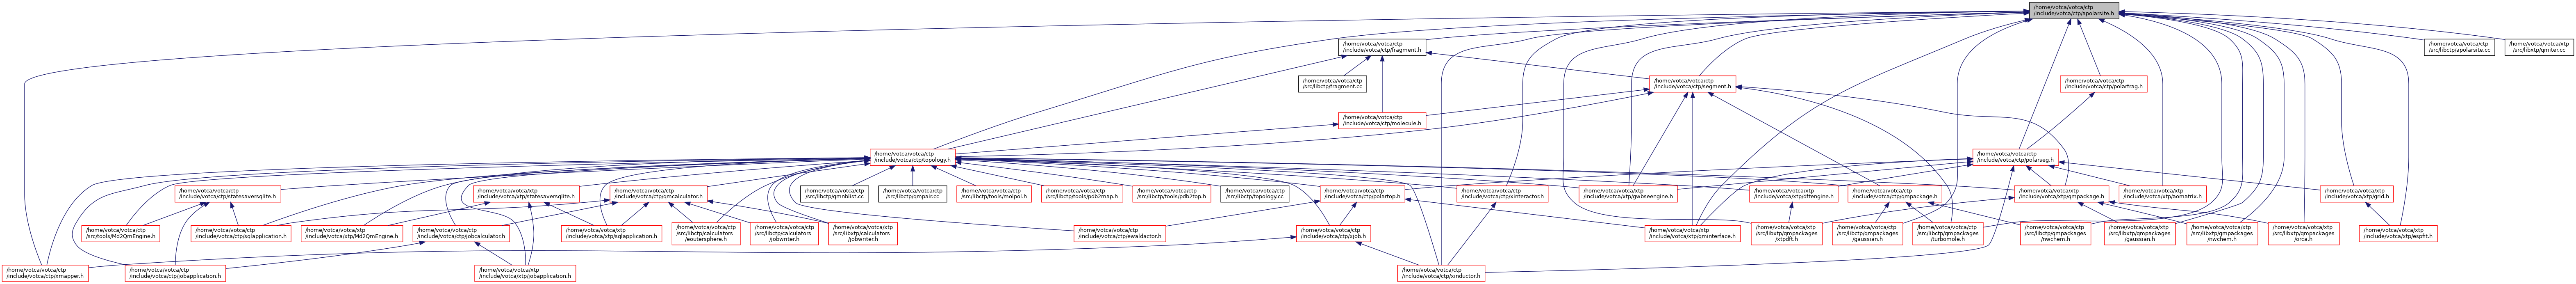 /home/votca/votca/ctp
/include/votca/ctp/apolarsite.h
/home/votca/votca/ctp
/include/votca/ctp/fragment.h
/home/votca/votca/ctp
/src/libctp/apolarsite.cc
/home/votca/votca/xtp
/src/libxtp/qmiter.cc
/home/votca/votca/ctp
/src/libctp/fragment.cc
/home/votca/votca/ctp
/include/votca/ctp/segment.h
/home/votca/votca/ctp
/include/votca/ctp/polarfrag.h
/home/votca/votca/ctp
/include/votca/ctp/molecule.h
/home/votca/votca/ctp
/include/votca/ctp/topology.h
/home/votca/votca/ctp
/include/votca/ctp/polarseg.h
/home/votca/votca/ctp
/include/votca/ctp/statesaversqlite.h
/home/votca/votca/xtp
/include/votca/xtp/statesaversqlite.h
/home/votca/votca/ctp
/include/votca/ctp/qmcalculator.h
/home/votca/votca/ctp
/src/libctp/qmnblist.cc
/home/votca/votca/ctp
/src/libctp/qmpair.cc
/home/votca/votca/ctp
/src/libctp/tools/molpol.h
/home/votca/votca/ctp
/src/libctp/tools/pdb2map.h
/home/votca/votca/ctp
/src/libctp/tools/pdb2top.h
/home/votca/votca/ctp
/src/libctp/topology.cc
/home/votca/votca/ctp
/include/votca/ctp/polartop.h
/home/votca/votca/ctp
/include/votca/ctp/xinteractor.h
/home/votca/votca/xtp
/include/votca/xtp/gwbseengine.h
/home/votca/votca/xtp
/include/votca/xtp/dftengine.h
/home/votca/votca/ctp
/include/votca/ctp/qmpackage.h
/home/votca/votca/xtp
/include/votca/xtp/qmpackage.h
/home/votca/votca/xtp
/include/votca/xtp/aomatrix.h
/home/votca/votca/xtp
/include/votca/xtp/grid.h
/home/votca/votca/ctp
/src/tools/Md2QmEngine.h
/home/votca/votca/ctp
/include/votca/ctp/sqlapplication.h
/home/votca/votca/xtp
/include/votca/xtp/Md2QmEngine.h
/home/votca/votca/ctp
/include/votca/ctp/jobcalculator.h
/home/votca/votca/xtp
/include/votca/xtp/sqlapplication.h
/home/votca/votca/ctp
/src/libctp/calculators
/eoutersphere.h
/home/votca/votca/ctp
/src/libctp/calculators
/jobwriter.h
/home/votca/votca/xtp
/src/libxtp/calculators
/jobwriter.h
/home/votca/votca/ctp
/include/votca/ctp/ewaldactor.h
/home/votca/votca/ctp
/include/votca/ctp/xjob.h
/home/votca/votca/xtp
/include/votca/xtp/qminterface.h
/home/votca/votca/xtp
/src/libxtp/qmpackages
/xtpdft.h
/home/votca/votca/ctp
/src/libctp/qmpackages
/gaussian.h
/home/votca/votca/ctp
/src/libctp/qmpackages
/turbomole.h
/home/votca/votca/ctp
/src/libctp/qmpackages
/nwchem.h
/home/votca/votca/xtp
/src/libxtp/qmpackages
/gaussian.h
/home/votca/votca/xtp
/src/libxtp/qmpackages
/nwchem.h
/home/votca/votca/xtp
/src/libxtp/qmpackages
/orca.h
/home/votca/votca/xtp
/include/votca/xtp/espfit.h
/home/votca/votca/ctp
/include/votca/ctp/xmapper.h
/home/votca/votca/ctp
/include/votca/ctp/jobapplication.h
/home/votca/votca/xtp
/include/votca/xtp/jobapplication.h
/home/votca/votca/ctp
/include/votca/ctp/xinductor.h